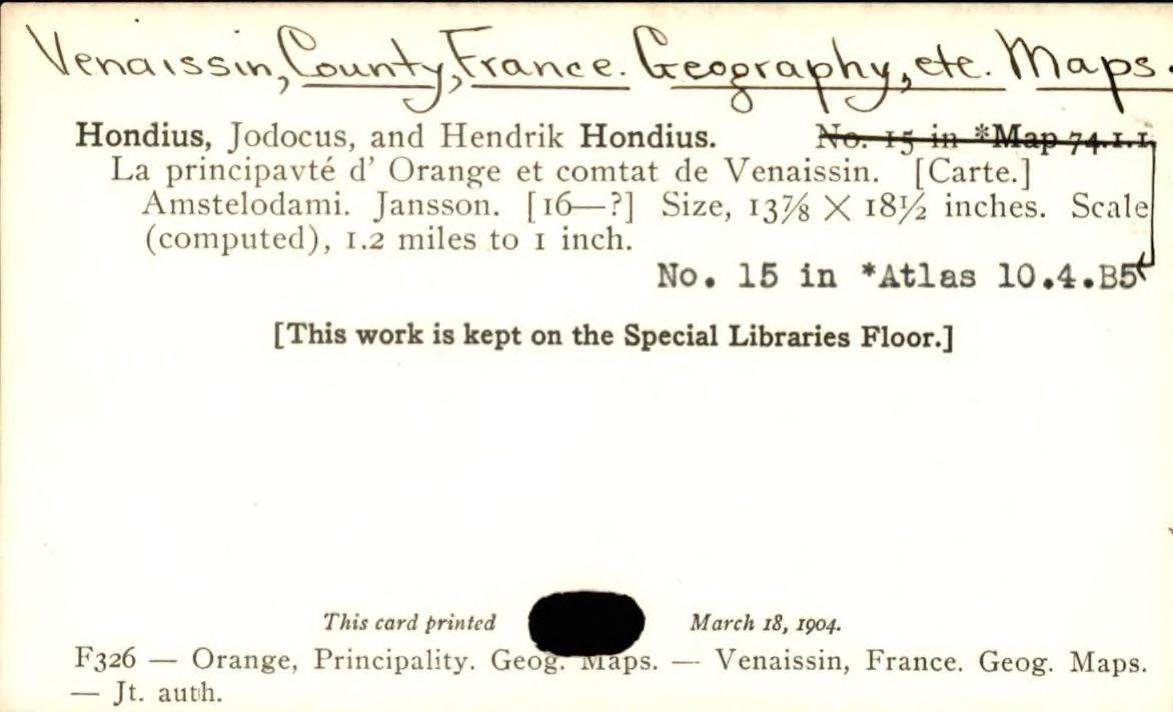 Venaissin, County, France. Geography, etc. Maps.
Hondius, Jodocus, and Hendrik Hondius. No. 15 in *Map 74.1.1
La principavté d' Orange et comtat de Venaissin. [Carte.]
Amstelodami. Jansson. [16—?] Size, 13⅞ X 18½ inches. Scale
(computed), 1.2 miles to 1 inch.
No. 15 in *Atlas 10.4.B5
[This work is kept on the Special Libraries Floor.]
This card printed March 18, 1904.
F326 — Orange, Principality. Geog. Maps. — Venaissin, France. Geog. Maps.
— Jt. auth.